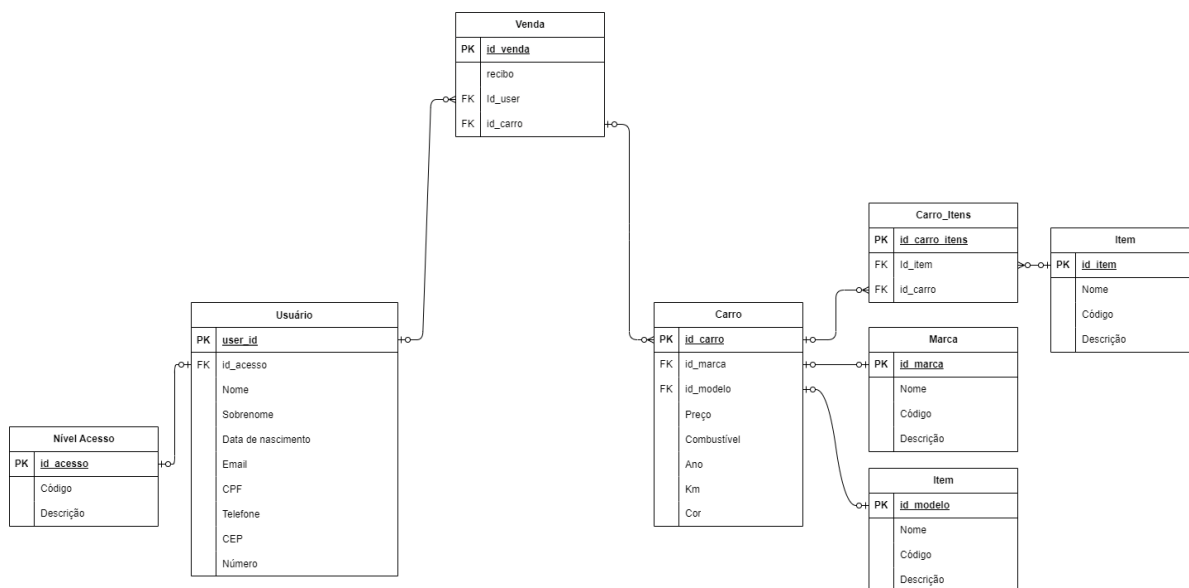 Venda
PK id_venda
recibo
FK Id_user
FK id_carro
Carro_Itens
PK id_carro_itens
FK Id_item
FK id_carro
Item
PK id_item
Nome
Código
Descrição
Usuário
PK user_id
FK id_acesso
Nome
Sobrenome
Data de nascimento
Email
CPF
Telefone
CEP
Número
Carro
PK id_carro
FK id_marca
FK id_modelo
Preço
Combustível
Ano
Km
Cor
Marca
PK id_marca
Nome
Código
Descrição
Nível Acesso
PK id_acesso
Código
Descrição
Item
PK id_modelo
Nome
Código
Descrição